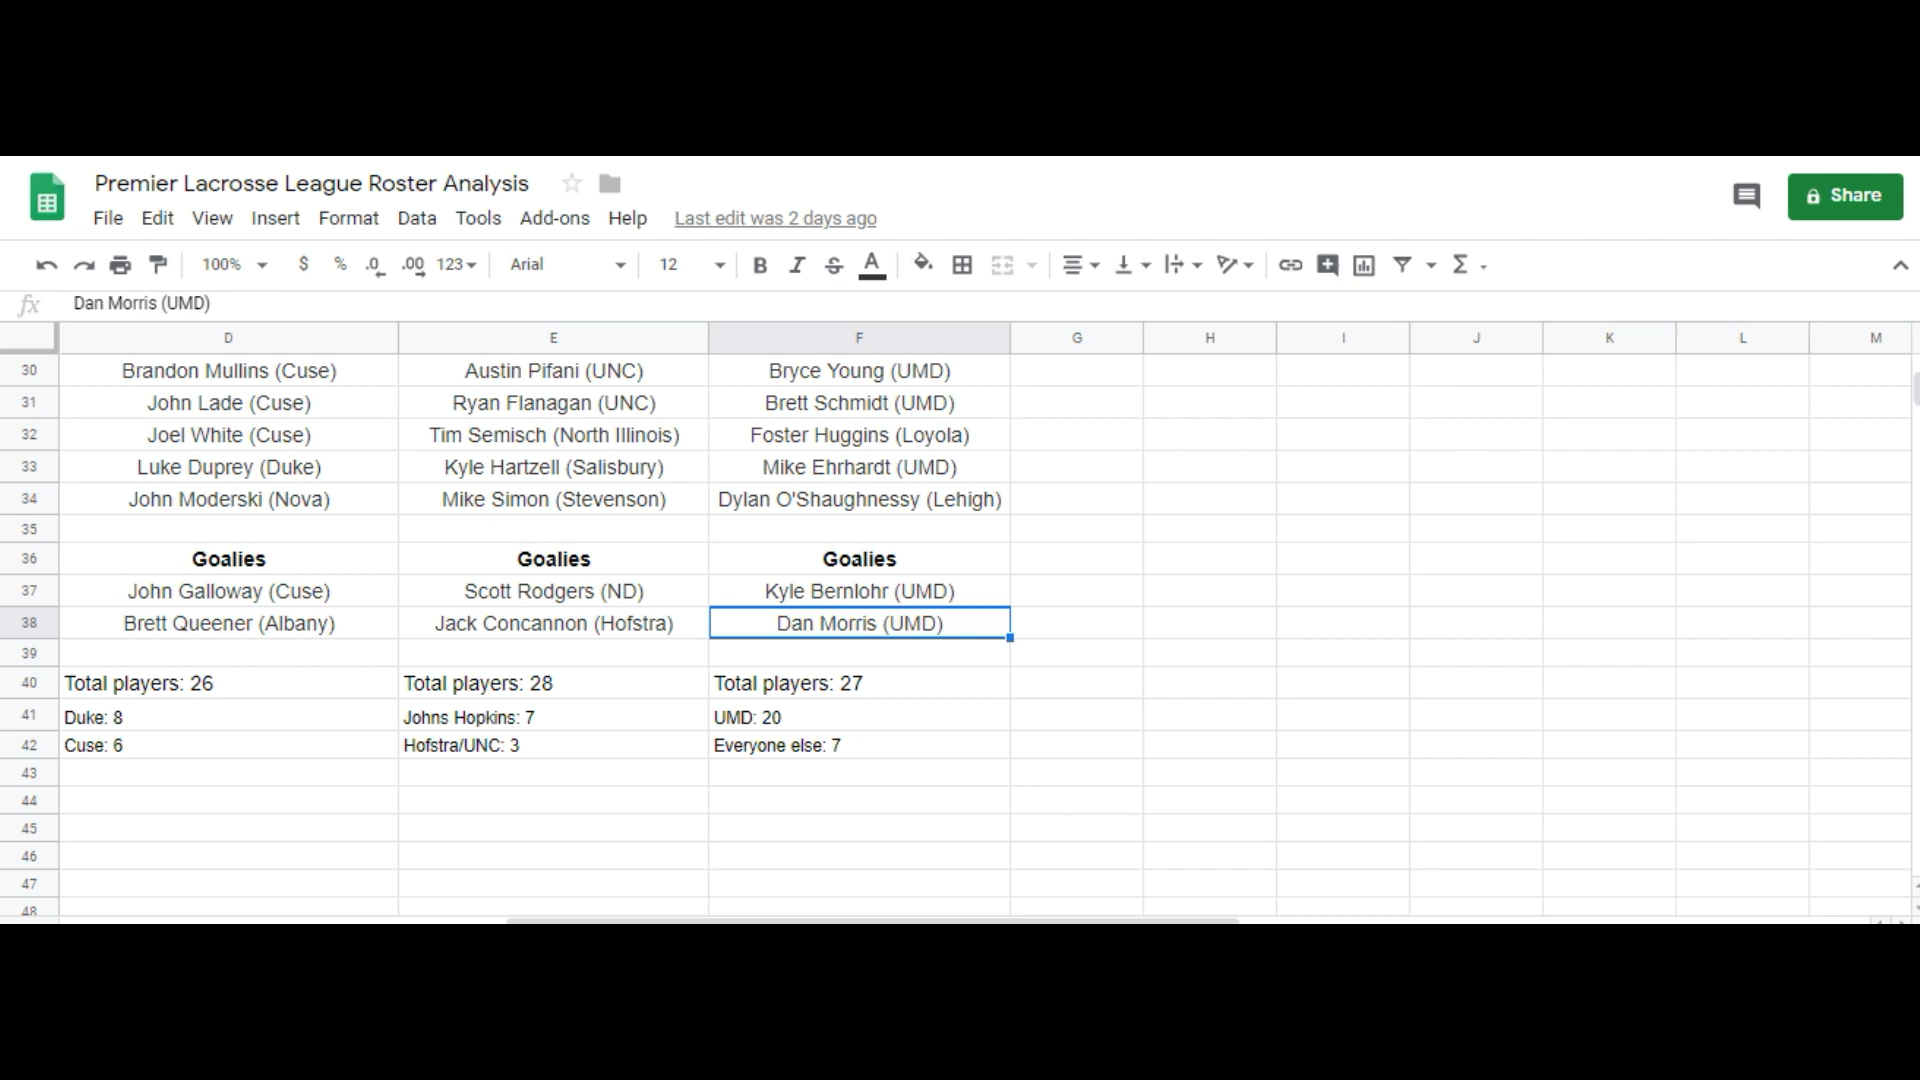 Premier Lacrosse League Roster Analysis
File Edit View Insert Format Data Tools Add-ons Help Last edit was 2 days ago
Share
100% $ % .0 .00 123 Arial 12 B I S A
fx Dan Morris (UMD)
D E F G H I J K L M
30 Brandon Mullins (Cuse) Austin Pifani (UNC) Bryce Young (UMD)
31 John Lade (Cuse) Ryan Flanagan (UNC) Brett Schmidt (UMD)
32 Joel White (Cuse) Tim Semisch (North Illinois) Foster Huggins (Loyola)
33 Luke Duprey (Duke) Kyle Hartzell (Salisbury) Mike Ehrhardt (UMD)
34 John Moderski (Nova) Mike Simon (Stevenson) Dylan O'Shaughnessy (Lehigh)
35
36 Goalies Goalies Goalies
37 John Galloway (Cuse) Scott Rodgers (ND) Kyle Bernlohr (UMD)
38 Brett Queener (Albany) Jack Concannon (Hofstra) Dan Morris (UMD)
39
40 Total players: 26 Total players: 28 Total players: 27
41 Duke: 8 Johns Hopkins: 7 UMD: 20
42 Cuse: 6 Hofstra/UNC: 3 Everyone else: 7
43
44
45
46
47
48